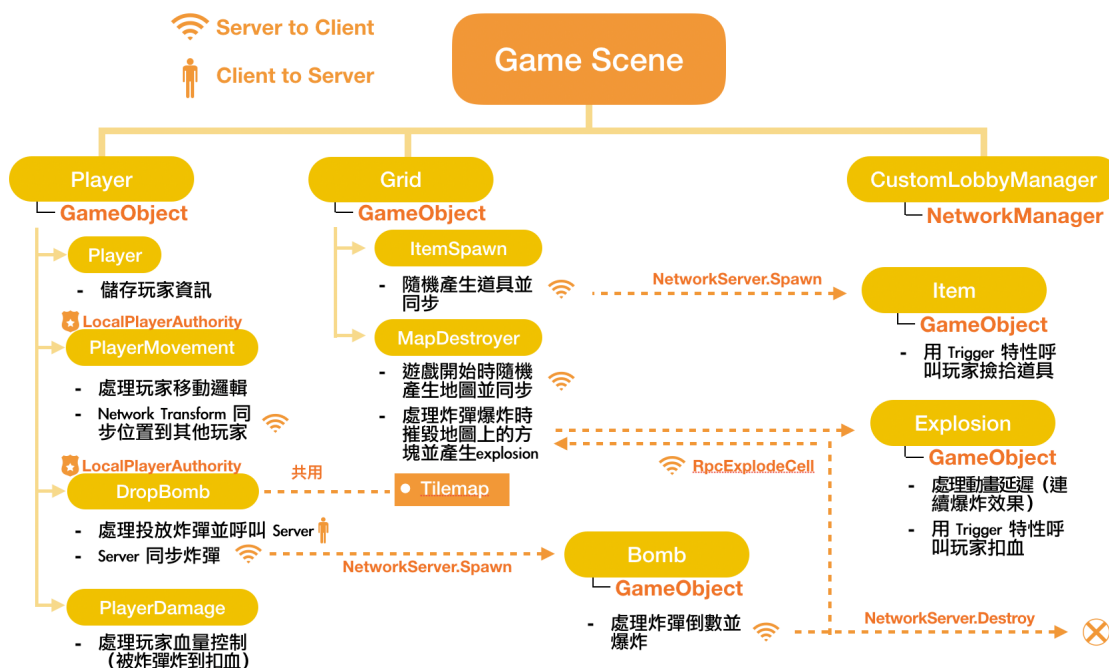 Server to Client
Client to Server
Game Scene
Player
GameObject
Player
- 儲存玩家資訊
LocalPlayerAuthority
PlayerMovement
- 處理玩家移動邏輯
- Network Transform 同
步位置到其他玩家
LocalPlayerAuthority
DropBomb
- 處理投放炸彈並呼叫 Server
- Server 同步炸彈
PlayerDamage
- 處理玩家血量控制
（被炸彈炸到扣血）
Grid
GameObject
ItemSpawn
- 隨機產生道具並
同步
MapDestroyer
- 遊戲開始時隨機
產生地圖並同步
- 處理炸彈爆炸時
摧毀地圖上的方
塊並產生explosion
共用
Tilemap
NetworkServer.Spawn
Bomb
GameObject
- 處理炸彈倒數並
爆炸
CustomLobbyManager
NetworkManager
NetworkServer.Spawn
Item
GameObject
- 用 Trigger 特性呼
叫玩家撿拾道具
RpcExplodeCell
Explosion
GameObject
- 處理動畫延遲（連
續爆炸效果）
- 用 Trigger 特性呼
叫玩家扣血
NetworkServer.Destroy